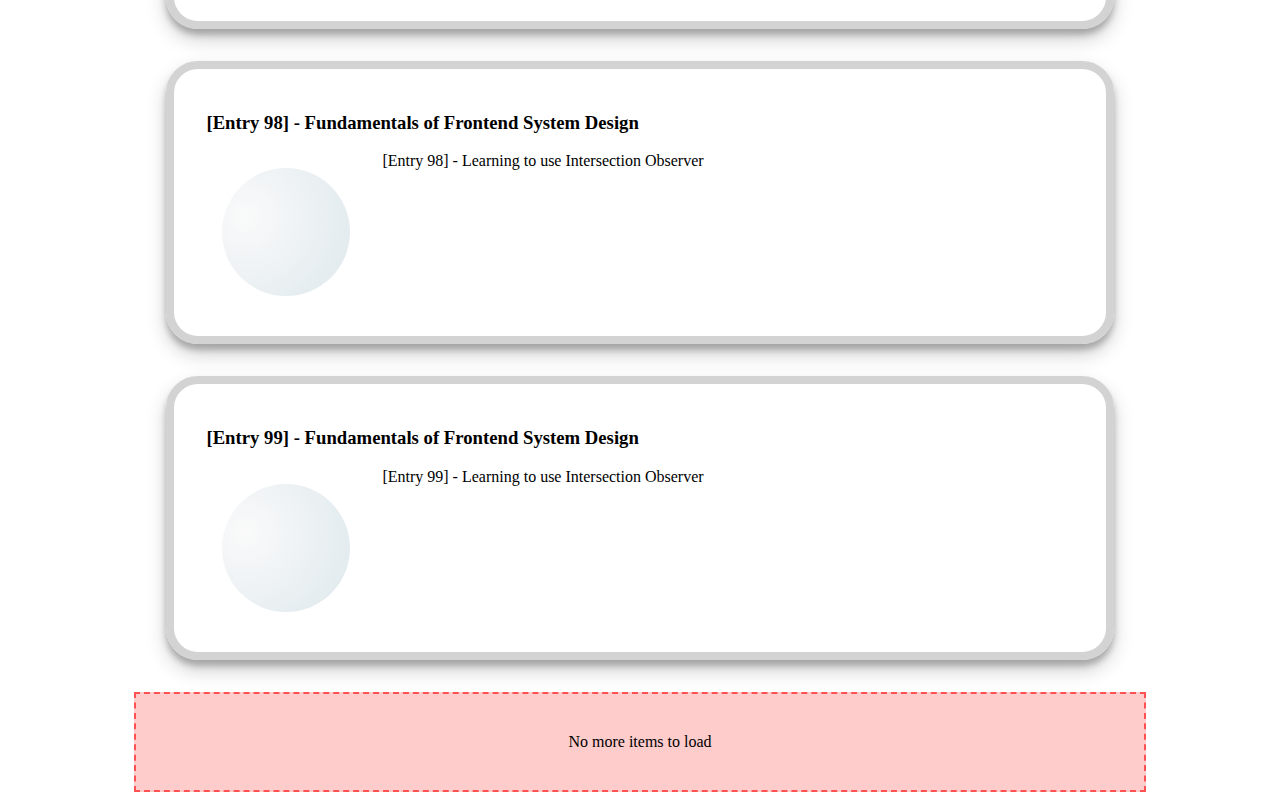 [Entry 98] - Fundamentals of Frontend System Design
[Entry 98] - Learning to use Intersection Observer
[Entry 99] - Fundamentals of Frontend System Design
[Entry 99] - Learning to use Intersection Observer
No more items to load